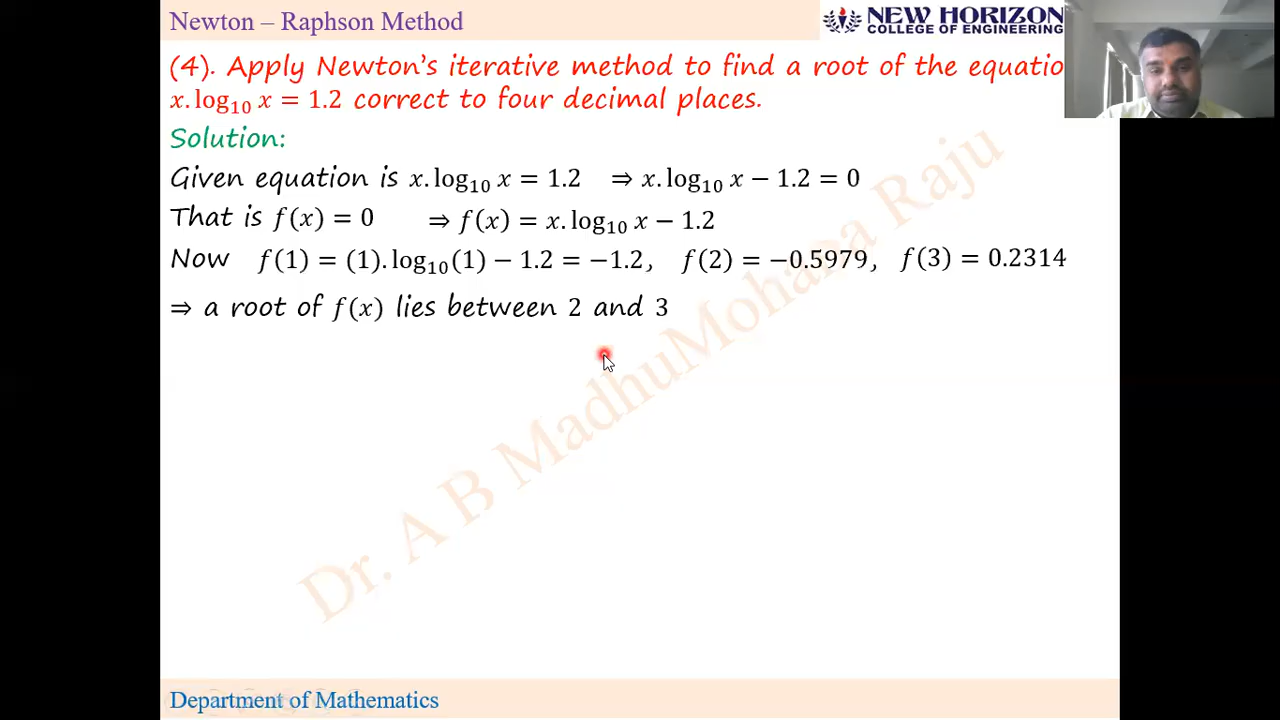 Newton – Raphson Method
NEW HORIZON
COLLEGE OF ENGINEERING
(4). Apply Newton's iterative method to find a root of the equatio
x.log₁₀ x = 1.2 correct to four decimal places.
Solution:
Given equation is x.log₁₀ x = 1.2 ⇒ x.log₁₀ x − 1.2 = 0
That is f(x) = 0 ⇒ f(x) = x.log₁₀ x − 1.2
Now f(1) = (1).log₁₀(1) − 1.2 = −1.2, f(2) = −0.5979, f(3) = 0.2314
⇒ a root of f(x) lies between 2 and 3
Dr. A B MadhuMohana Raju
Department of Mathematics